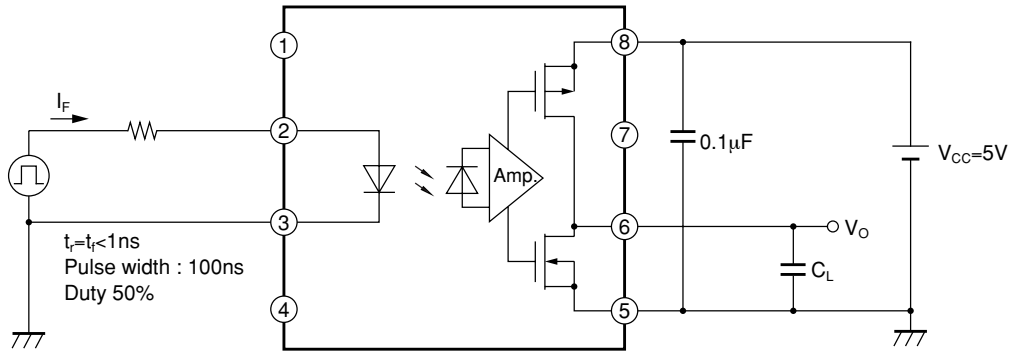 1
8
I_F
2
7
0.1μF
V_CC=5V
Amp.
3
6
V_O
t_r=t_f<1ns
Pulse width : 100ns
Duty 50%
C_L
4
5